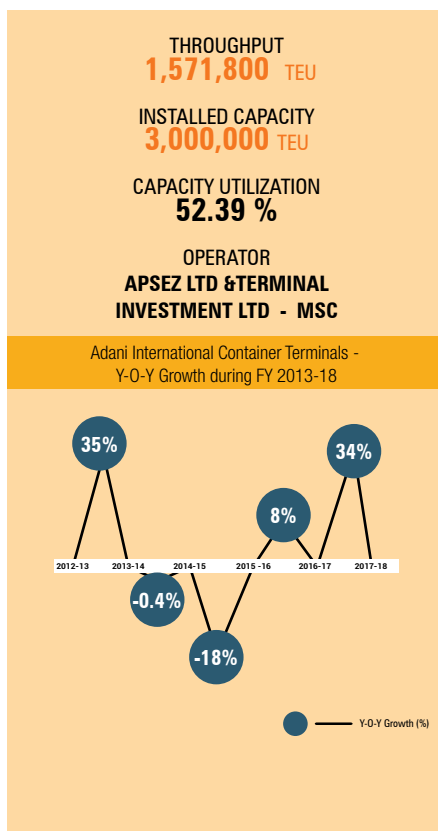 THROUGHPUT
1,571,800 TEU
INSTALLED CAPACITY
3,000,000 TEU
CAPACITY UTILIZATION
52.39 %
OPERATOR
APSEZ LTD &TERMINAL
INVESTMENT LTD - MSC
Adani International Container Terminals -
Y-O-Y Growth during FY 2013-18
35%
34%
8%
2012-13 2013-14 2014-15 2015 -16 2016-17 2017-18
-0.4%
-18%
Y-O-Y Growth (%)